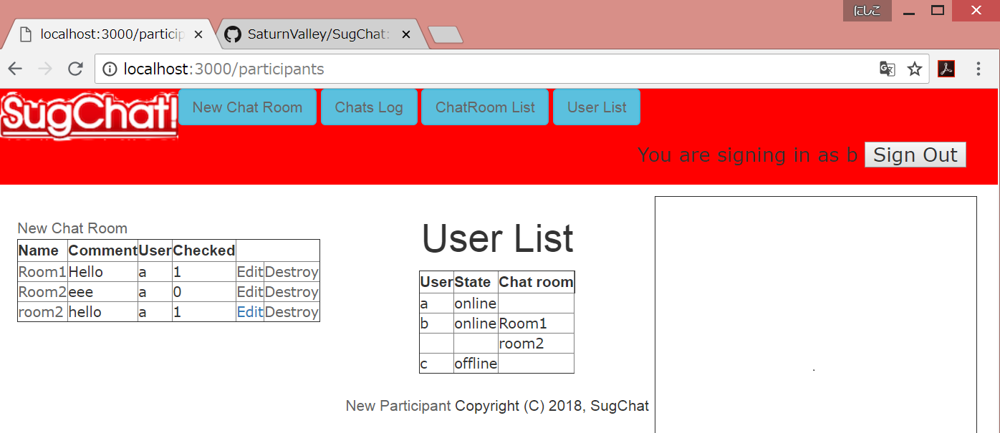 にしこ
localhost:3000/particip
SaturnValley/SugChat:
localhost:3000/participants
SugChat!
New Chat Room
Chats Log
ChatRoom List
User List
You are signing in as b
Sign Out
New Chat Room
Name Comment User Checked
Room1 Hello a 1 Edit Destroy
Room2 eee a 0 Edit Destroy
room2 hello a 1 Edit Destroy
User List
User State Chat room
a online
b online Room1
room2
c offline
New Participant Copyright (C) 2018, SugChat
.